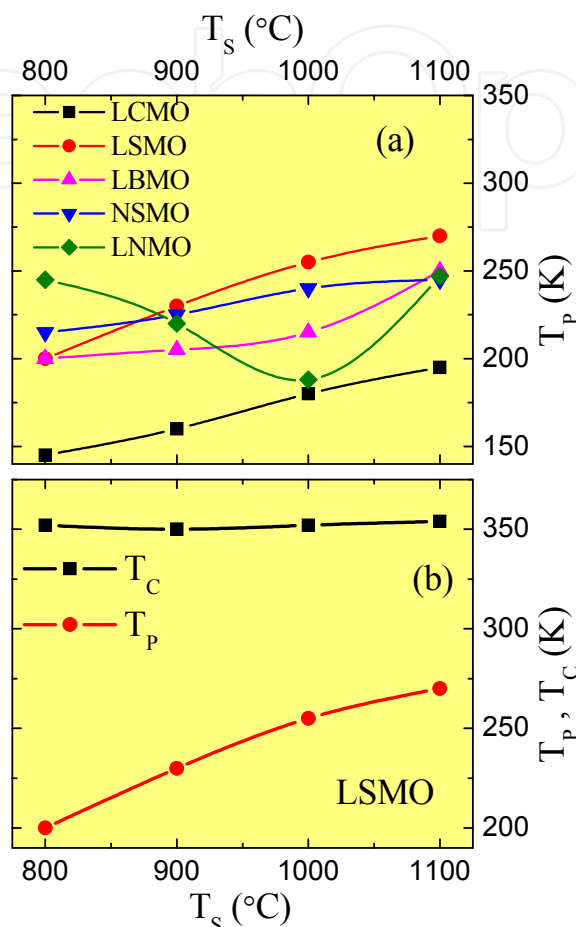 T_S (°C)
800 900 1000 1100
LCMO
LSMO
LBMO
NSMO
LNMO
(a)
350
300
250
200
150
T_P (K)
T_C
T_P
(b)
LSMO
350
300
250
200
T_P , T_C (K)
800 900 1000 1100
T_S (°C)